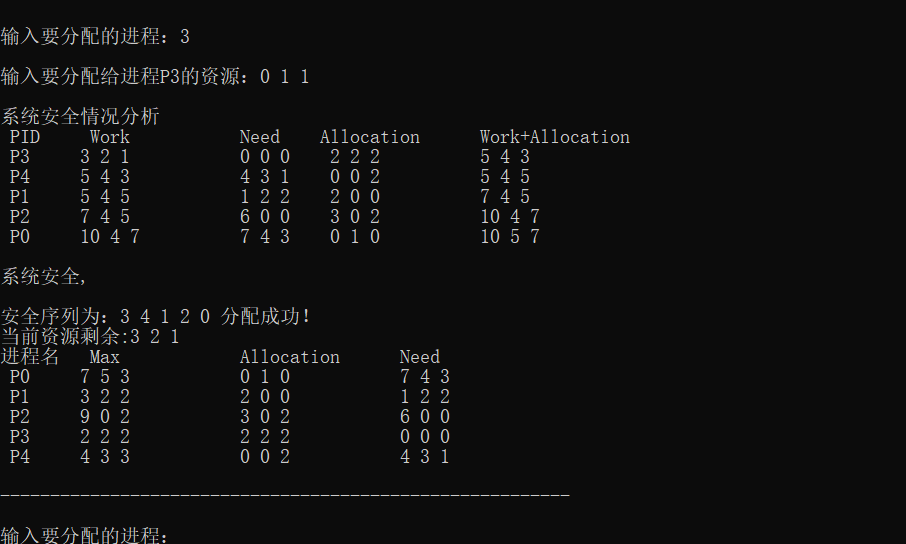 输入要分配的进程：3
输入要分配给进程P3的资源：0 1 1
系统安全情况分析
PID Work Need Allocation Work+Allocation
P3 3 2 1 0 0 0 2 2 2 5 4 3
P4 5 4 3 4 3 1 0 0 2 5 4 5
P1 5 4 5 1 2 2 2 0 0 7 4 5
P2 7 4 5 6 0 0 3 0 2 10 4 7
P0 10 4 7 7 4 3 0 1 0 10 5 7
系统安全,
安全序列为：3 4 1 2 0 分配成功！
当前资源剩余:3 2 1
进程名 Max Allocation Need
P0 7 5 3 0 1 0 7 4 3
P1 3 2 2 2 0 0 1 2 2
P2 9 0 2 3 0 2 6 0 0
P3 2 2 2 2 2 2 0 0 0
P4 4 3 3 0 0 2 4 3 1
---------------------------------------------------------
输入要分配的进程：